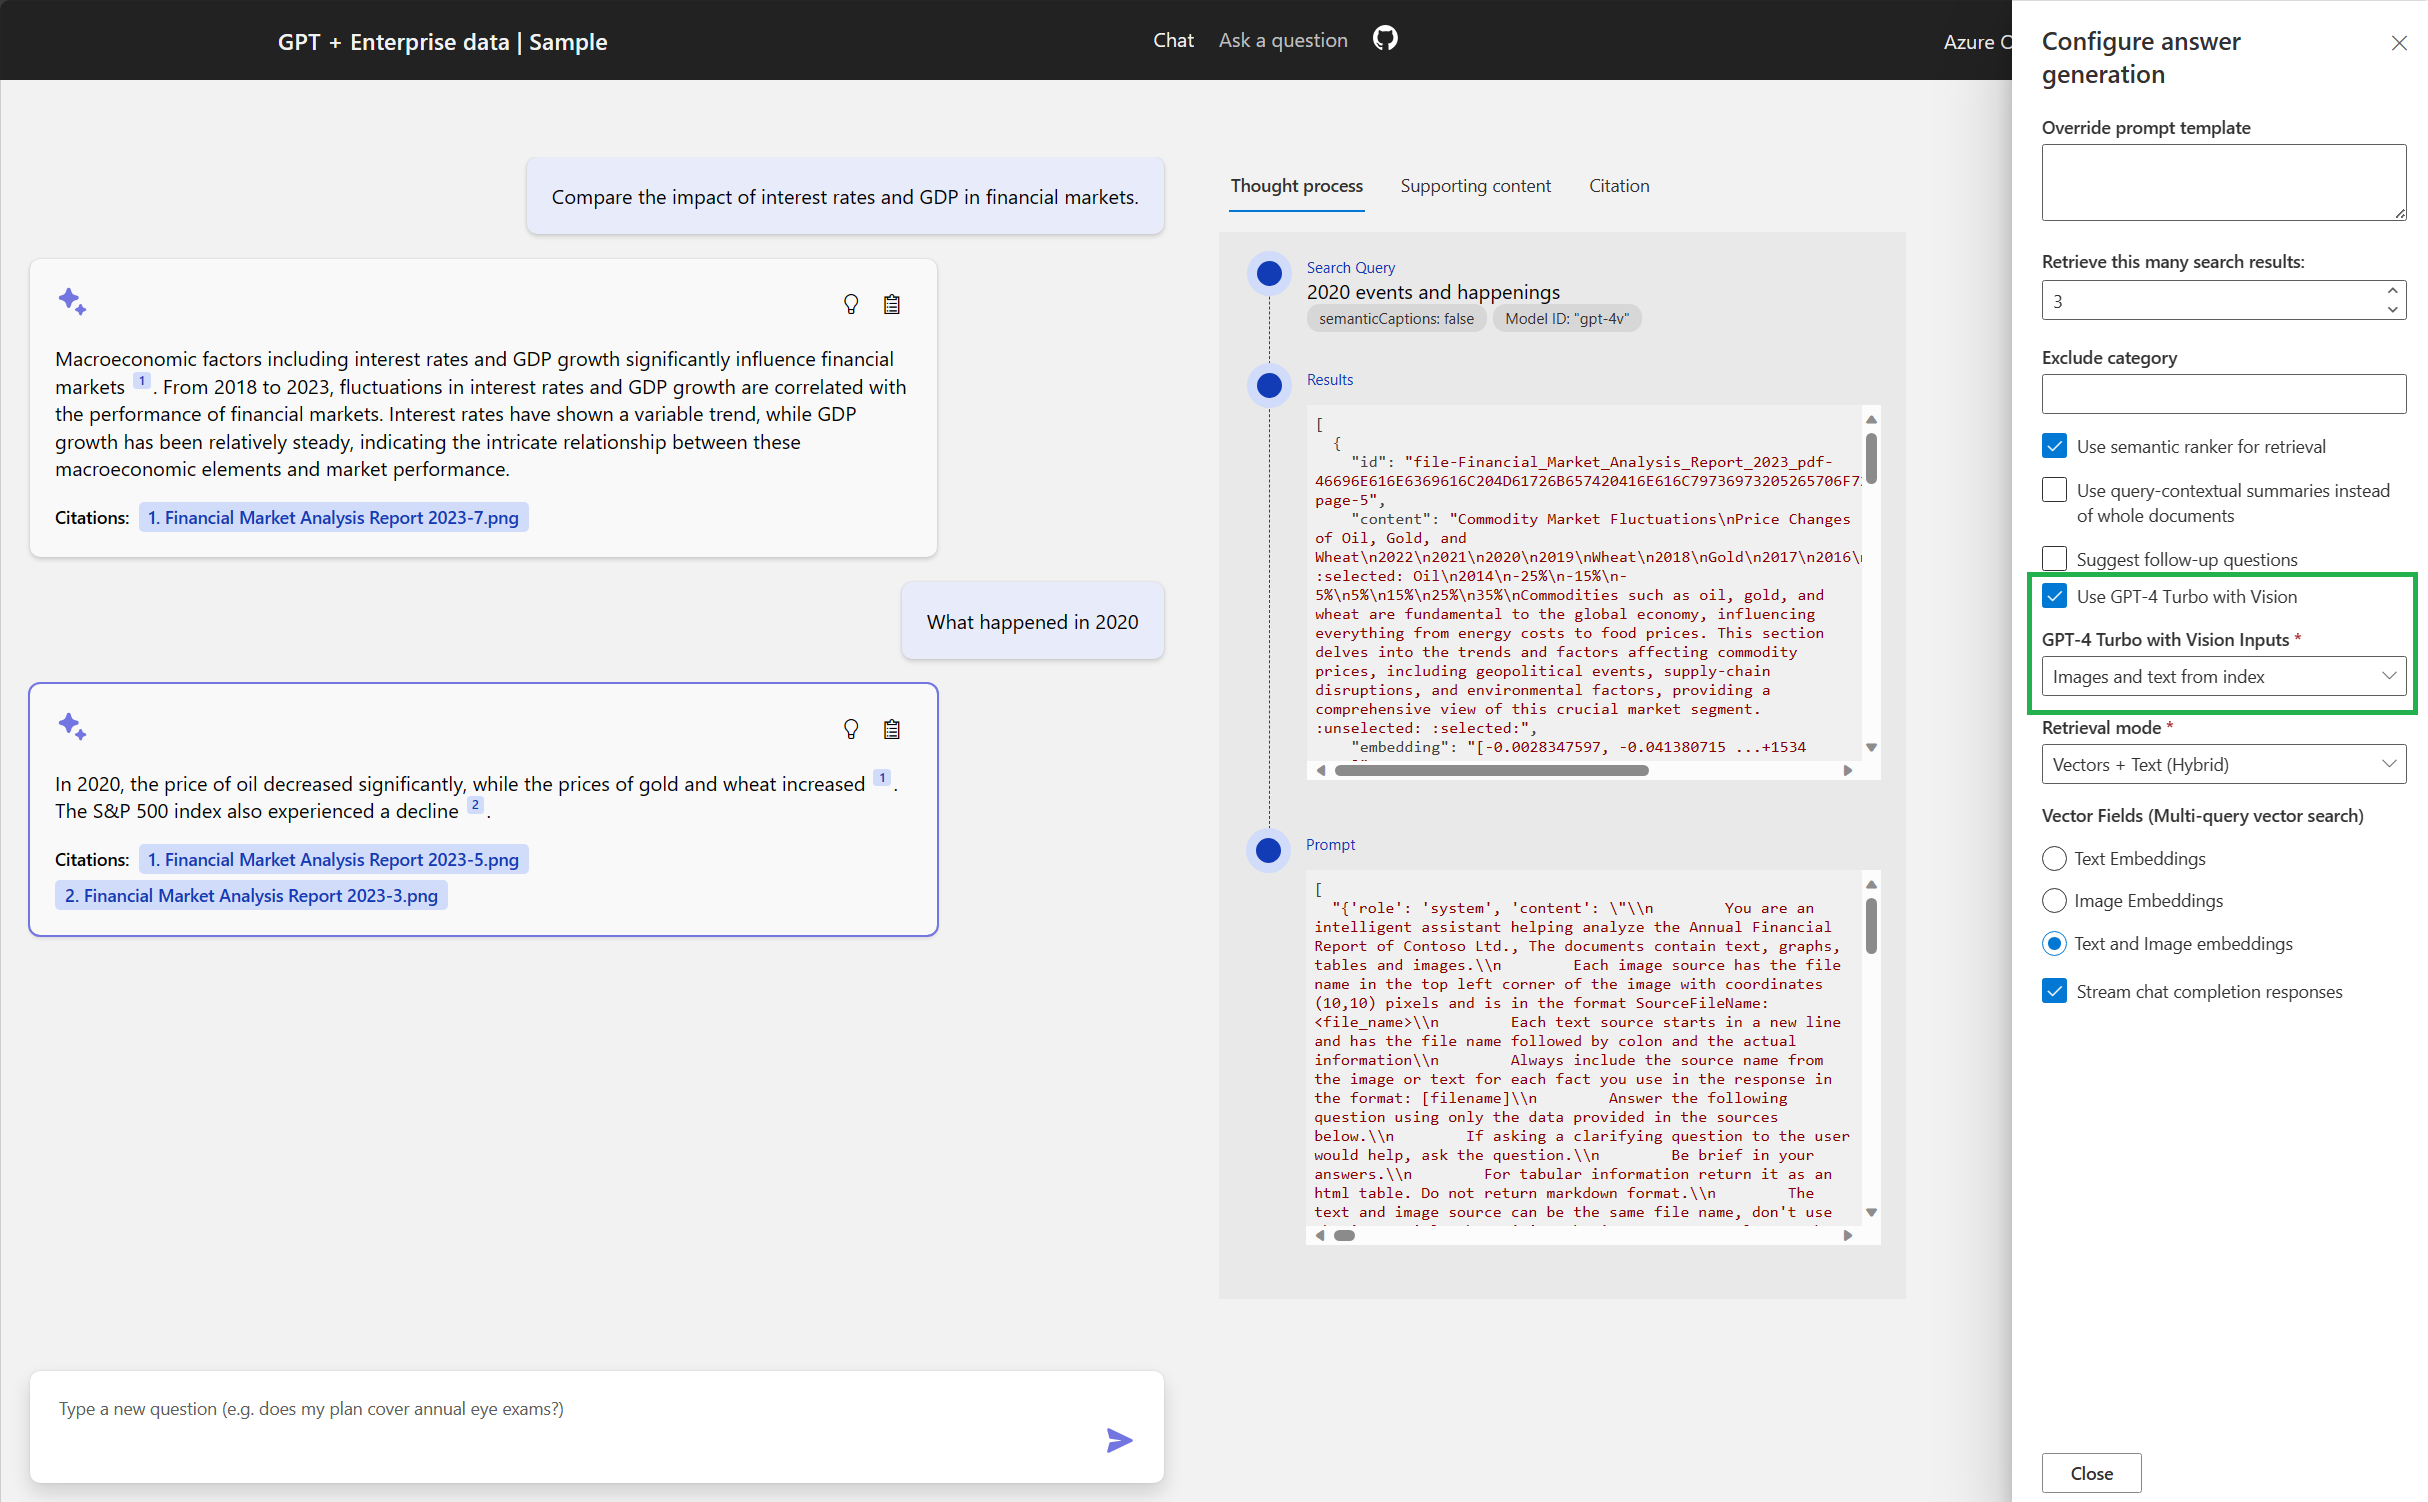 GPT + Enterprise data | Sample
Chat
Ask a question
Azure O
Compare the impact of interest rates and GDP in financial markets.
Macroeconomic factors including interest rates and GDP growth significantly influence financial
markets 1 . From 2018 to 2023, fluctuations in interest rates and GDP growth are correlated with
the performance of financial markets. Interest rates have shown a variable trend, while GDP
growth has been relatively steady, indicating the intricate relationship between these
macroeconomic elements and market performance.
Citations: 1. Financial Market Analysis Report 2023-7.png
What happened in 2020
In 2020, the price of oil decreased significantly, while the prices of gold and wheat increased 1 .
The S&P 500 index also experienced a decline 2 .
Citations: 1. Financial Market Analysis Report 2023-5.png
2. Financial Market Analysis Report 2023-3.png
Type a new question (e.g. does my plan cover annual eye exams?)
Thought process
Supporting content
Citation
Search Query
2020 events and happenings
semanticCaptions: false
Model ID: "gpt-4v"
Results
[
{
"id": "file-Financial_Market_Analysis_Report_2023_pdf-
46696E616E6369616C204D61726B657420416E616C79736973205265706F7
page-5",
"content": "Commodity Market Fluctuations\nPrice Changes
of Oil, Gold, and
Wheat\n2022\n2021\n2020\n2019\nWheat\n2018\nGold\n2017\n2016\
:selected: Oil\n2014\n-25%\n-15%\n-
5%\n5%\n15%\n25%\n35%\nCommodities such as oil, gold, and
wheat are fundamental to the global economy, influencing
everything from energy costs to food prices. This section
delves into the trends and factors affecting commodity
prices, including geopolitical events, supply-chain
disruptions, and environmental factors, providing a
comprehensive view of this crucial market segment.
:unselected: :selected:",
"embedding": "[-0.0028347597, -0.041380715 ...+1534
Prompt
[
"{'role': 'system', 'content': \"\\n You are an
intelligent assistant helping analyze the Annual Financial
Report of Contoso Ltd., The documents contain text, graphs,
tables and images.\\n Each image source has the file
name in the top left corner of the image with coordinates
(10,10) pixels and is in the format SourceFileName:
<file_name>\\n Each text source starts in a new line
and has the file name followed by colon and the actual
information\\n Always include the source name from
the image or text for each fact you use in the response in
the format: [filename]\\n Answer the following
question using only the data provided in the sources
below.\\n If asking a clarifying question to the user
would help, ask the question.\\n Be brief in your
answers.\\n For tabular information return it as an
html table. Do not return markdown format.\\n The
text and image source can be the same file name, don't use
Configure answer
generation
Override prompt template
Retrieve this many search results:
3
Exclude category
Use semantic ranker for retrieval
Use query-contextual summaries instead
of whole documents
Suggest follow-up questions
Use GPT-4 Turbo with Vision
GPT-4 Turbo with Vision Inputs *
Images and text from index
Retrieval mode *
Vectors + Text (Hybrid)
Vector Fields (Multi-query vector search)
Text Embeddings
Image Embeddings
Text and Image embeddings
Stream chat completion responses
Close